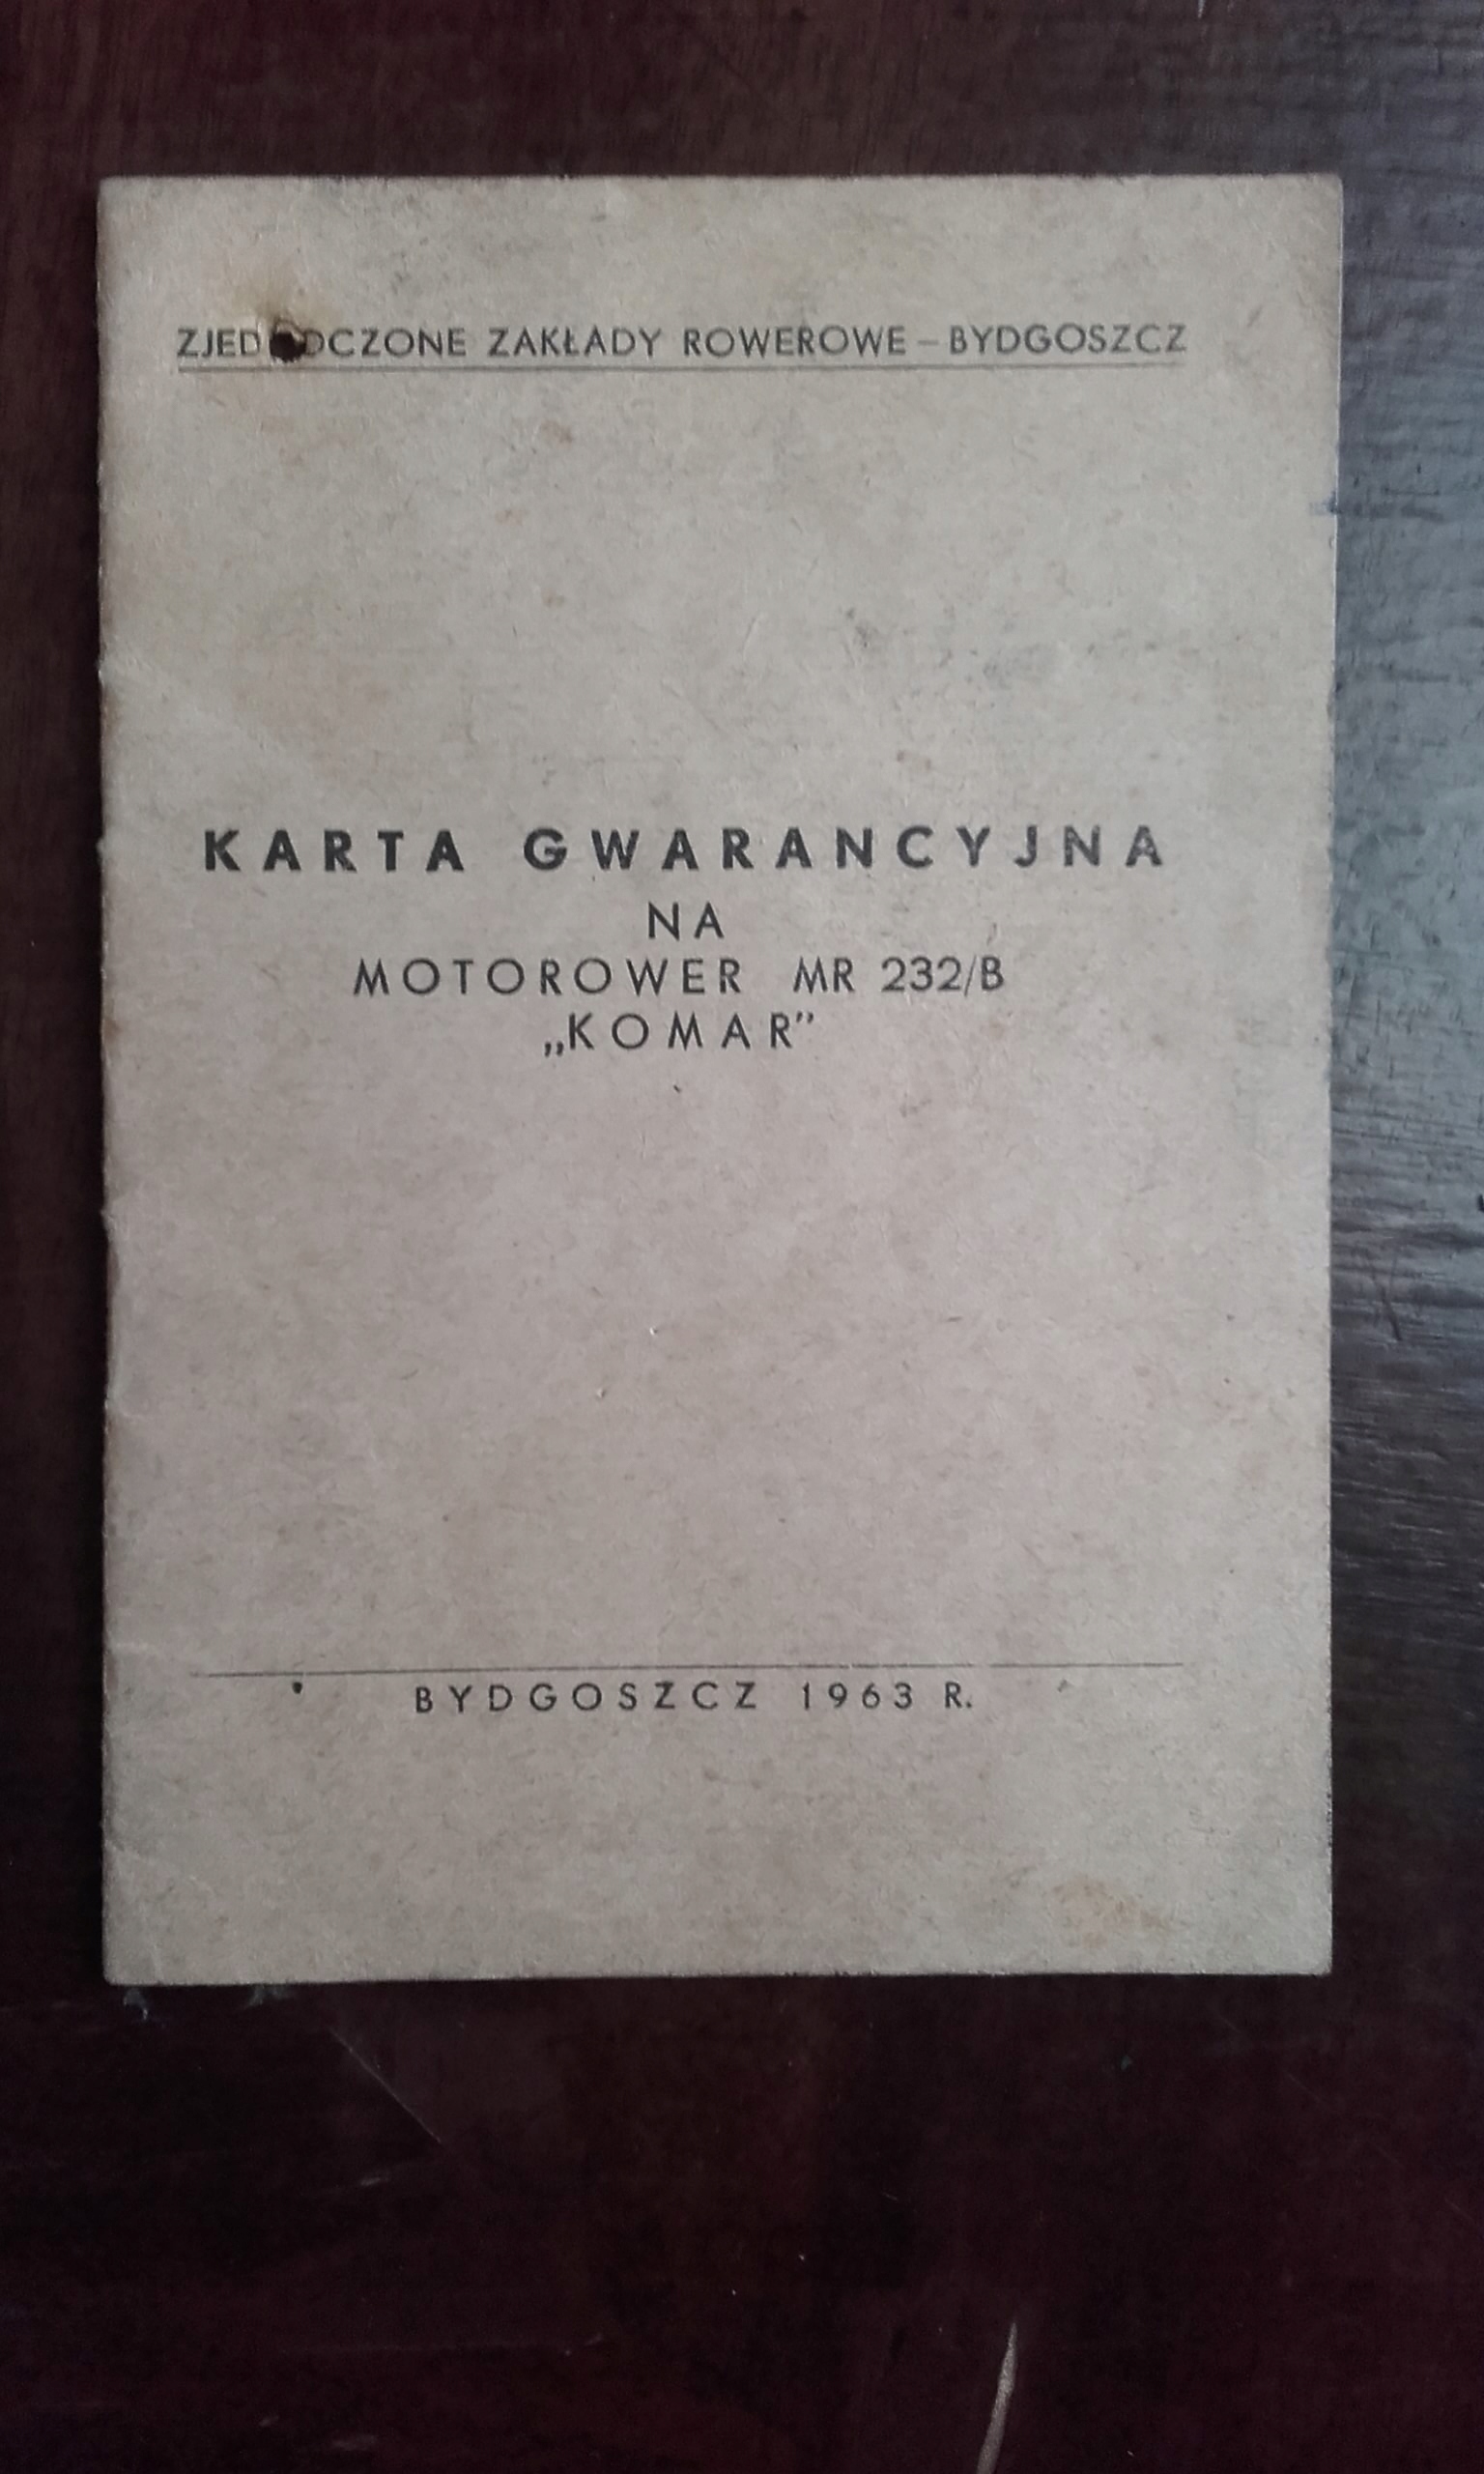 ZJEDNOCZONE ZAKŁADY ROWEROWE – BYDGOSZCZ
KARTA GWARANCYJNA
NA
MOTOROWER MR 232/B
„KOMAR”
BYDGOSZCZ 1963 R.